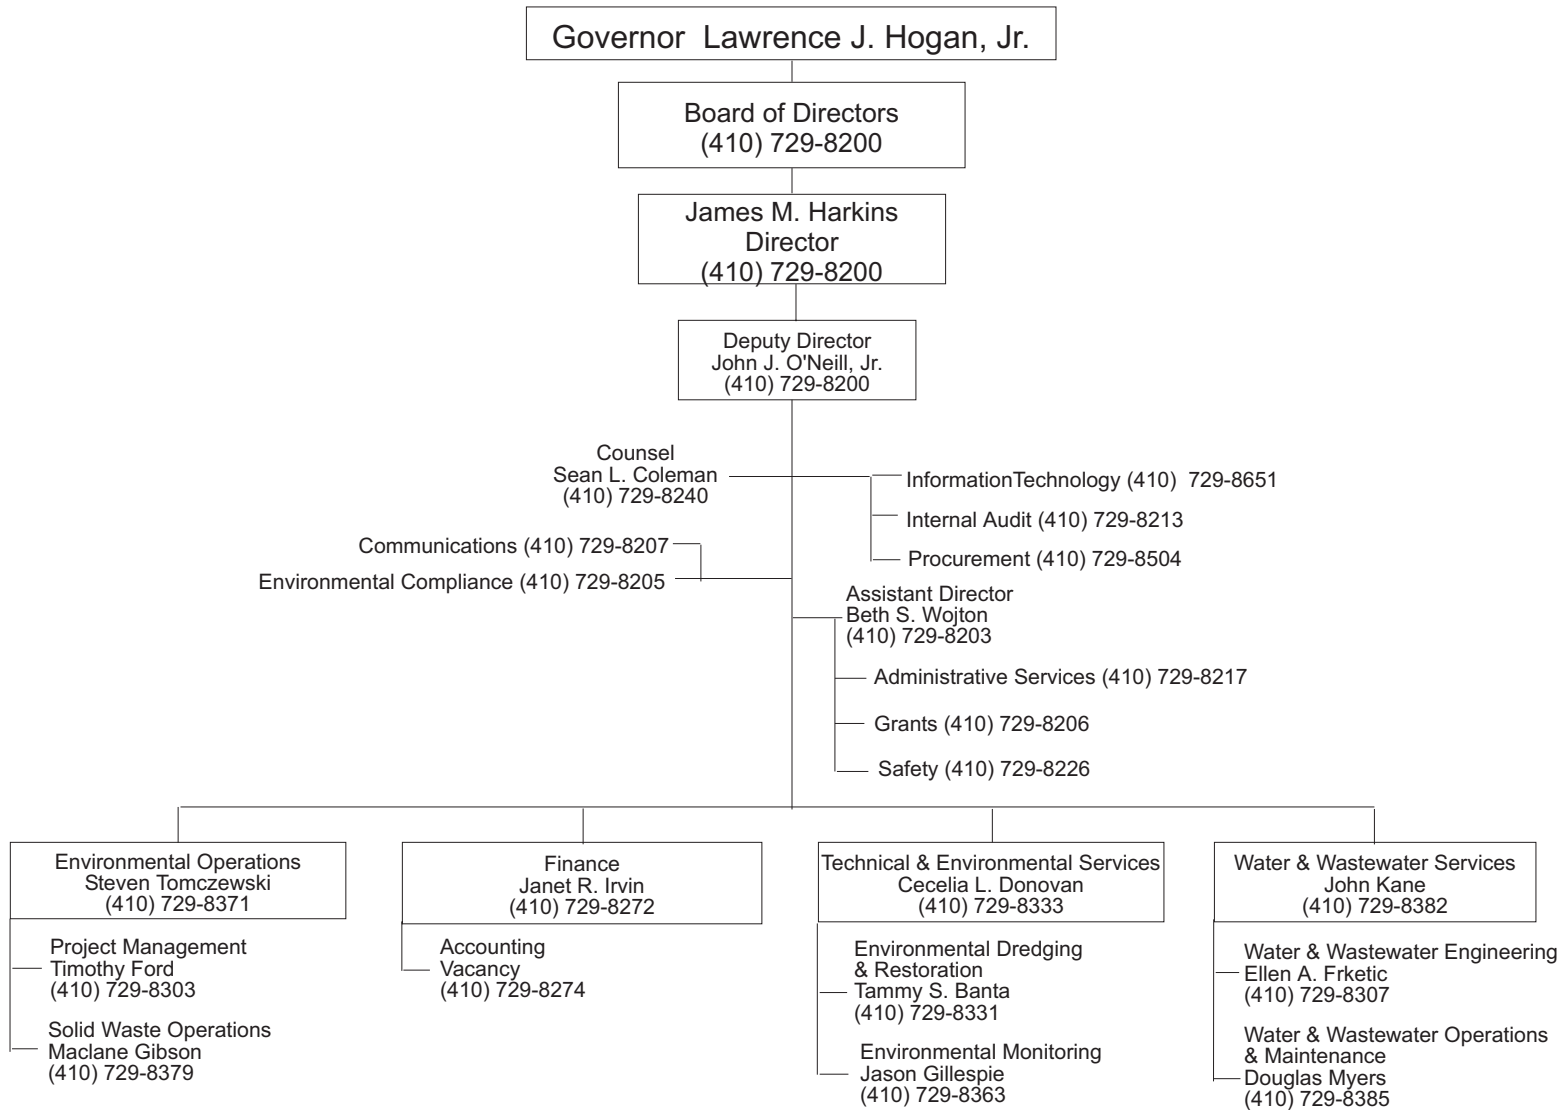 Governor Lawrence J. Hogan, Jr.
Board of Directors
(410) 729-8200
James M. Harkins
Director
(410) 729-8200
Deputy Director
John J. O'Neill, Jr.
(410) 729-8200
Counsel
Sean L. Coleman
(410) 729-8240
InformationTechnology (410) 729-8651
Internal Audit (410) 729-8213
Procurement (410) 729-8504
Communications (410) 729-8207
Environmental Compliance (410) 729-8205
Assistant Director
Beth S. Wojton
(410) 729-8203
Administrative Services (410) 729-8217
Grants (410) 729-8206
Safety (410) 729-8226
Environmental Operations
Steven Tomczewski
(410) 729-8371
Project Management
Timothy Ford
(410) 729-8303
Solid Waste Operations
Maclane Gibson
(410) 729-8379
Finance
Janet R. Irvin
(410) 729-8272
Accounting
Vacancy
(410) 729-8274
Technical & Environmental Services
Cecelia L. Donovan
(410) 729-8333
Environmental Dredging
& Restoration
Tammy S. Banta
(410) 729-8331
Environmental Monitoring
Jason Gillespie
(410) 729-8363
Water & Wastewater Services
John Kane
(410) 729-8382
Water & Wastewater Engineering
Ellen A. Frketic
(410) 729-8307
Water & Wastewater Operations
& Maintenance
Douglas Myers
(410) 729-8385